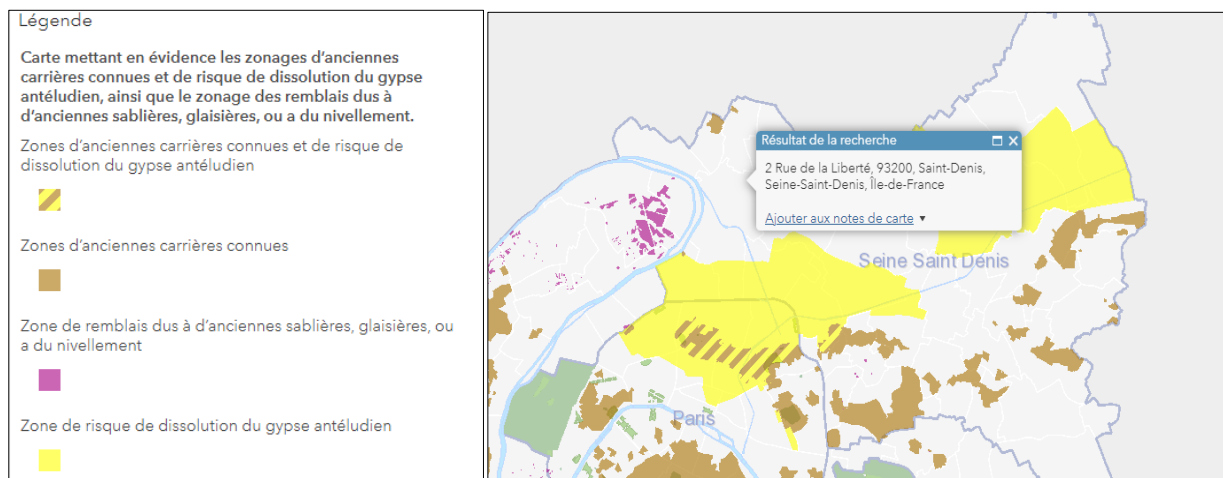 Légende
Carte mettant en évidence les zonages d'anciennes
carrières connues et de risque de dissolution du gypse
antéludien, ainsi que le zonage des remblais dus à
d'anciennes sablières, glaisières, ou a du nivellement.
Zones d'anciennes carrières connues et de risque de
dissolution du gypse antéludien
Zones d'anciennes carrières connues
Zone de remblais dus à d'anciennes sablières, glaisières, ou
a du nivellement
Zone de risque de dissolution du gypse antéludien
Résultat de la recherche
2 Rue de la Liberté, 93200, Saint-Denis,
Seine-Saint-Denis, Île-de-France
Ajouter aux notes de carte
Seine Saint Denis
Paris